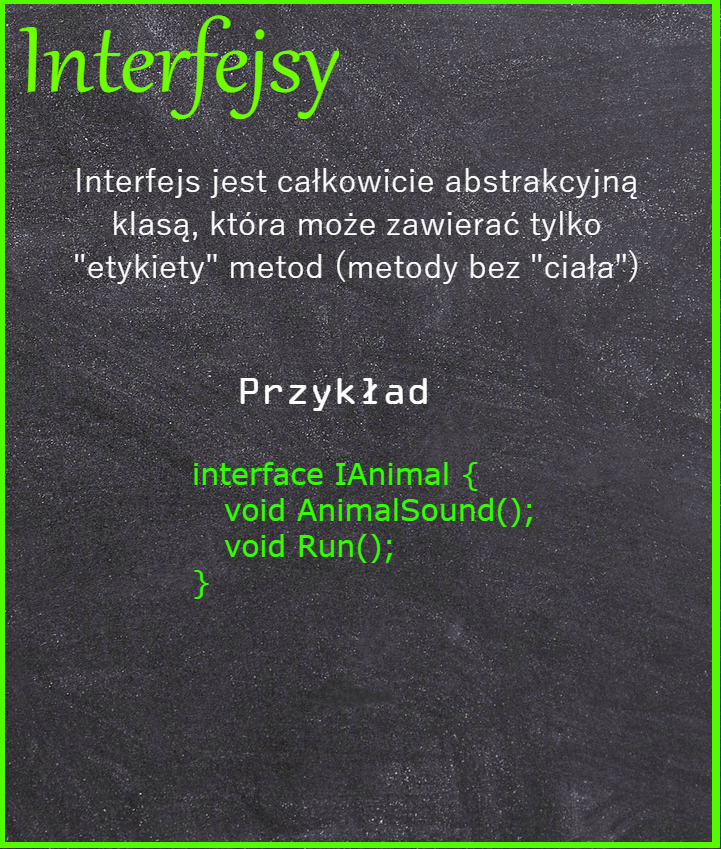 Interfejsy
Interfejs jest całkowicie abstrakcyjną
klasą, która może zawierać tylko
"etykiety" metod (metody bez "ciała")
Przykład
interface IAnimal {
void AnimalSound();
void Run();
}